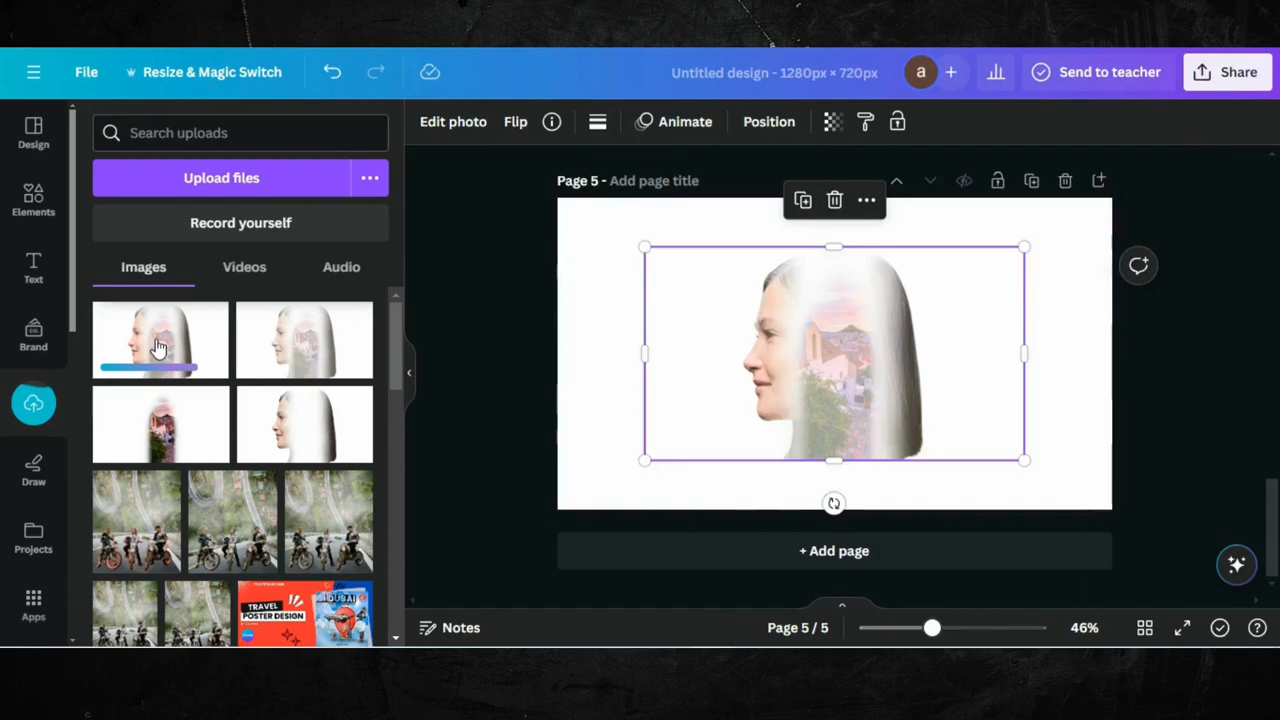 File
Resize & Magic Switch
Untitled design - 1280px × 720px
a
Send to teacher
Share
Design
Elements
Text
Brand
Draw
Projects
Apps
Search uploads
Upload files
Record yourself
Images
Videos
Audio
TRAVEL
POSTER DESIGN
DUBAI
Edit photo
Flip
Animate
Position
Page 5 - Add page title
+ Add page
Notes
Page 5 / 5
46%